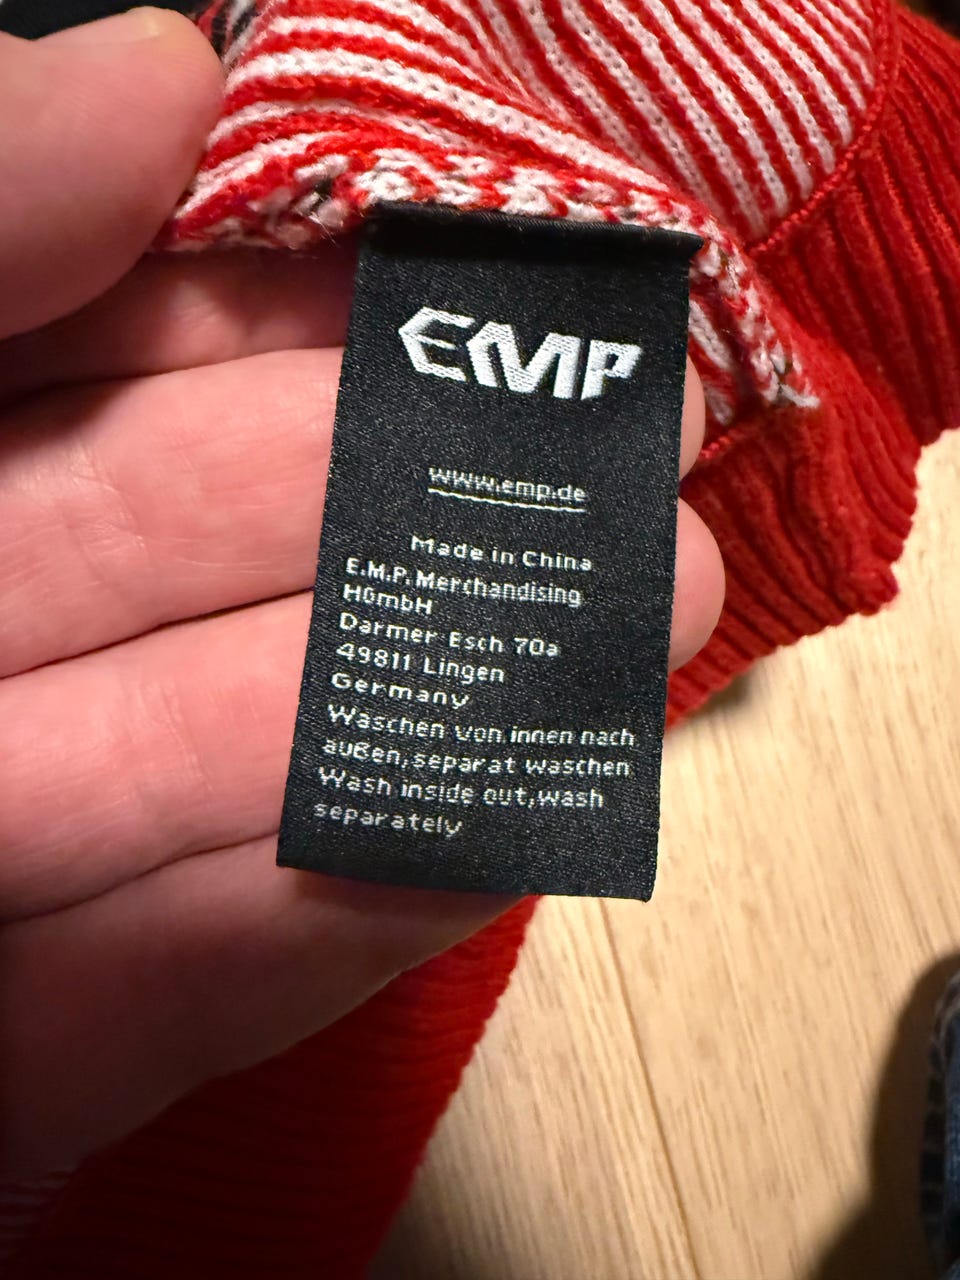 EMP
www.emp.de
Made in China
E.M.P. Merchandising
HGmbH
Darmer Esch 70a
49811 Lingen
Germany
Waschen von innen nach
außen, separat waschen
Wash inside out, wash
separately